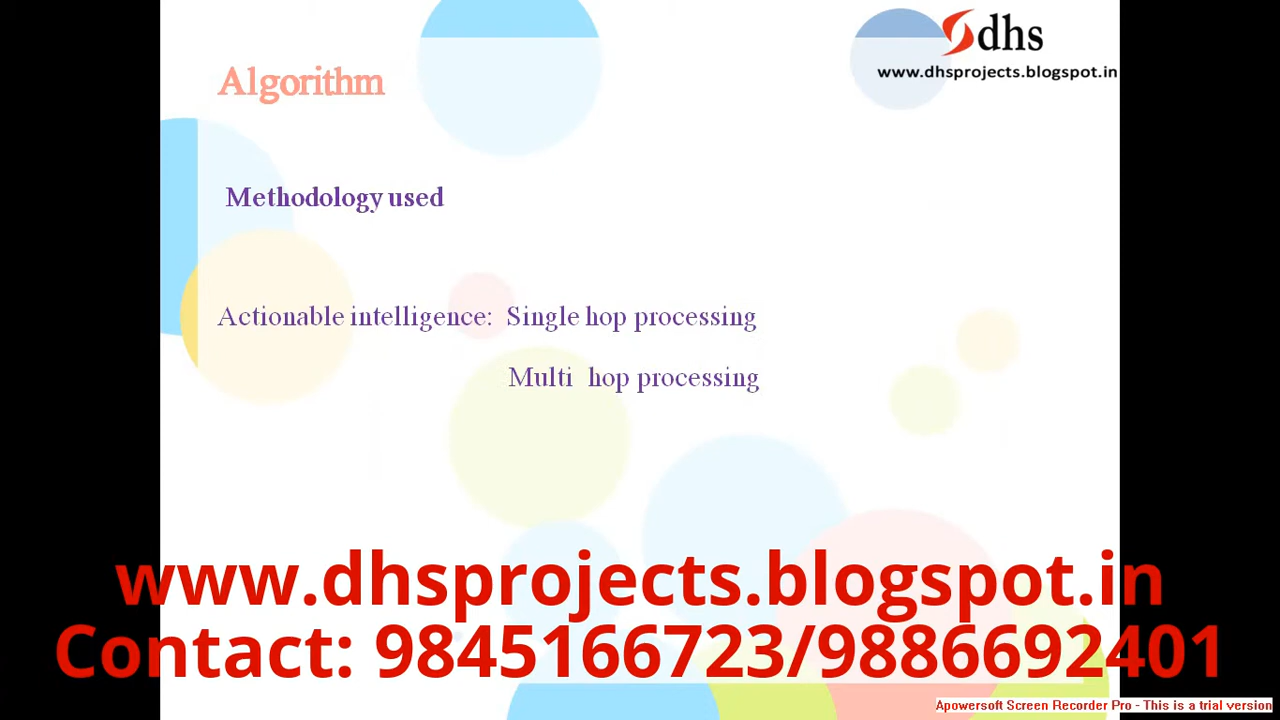 dhs
www.dhsprojects.blogspot.in
Algorithm
Methodology used
Actionable intelligence: Single hop processing
Multi hop processing
www.dhsprojects.blogspot.in
Contact: 9845166723/9886692401
Apowersoft Screen Recorder Pro - This is a trial version